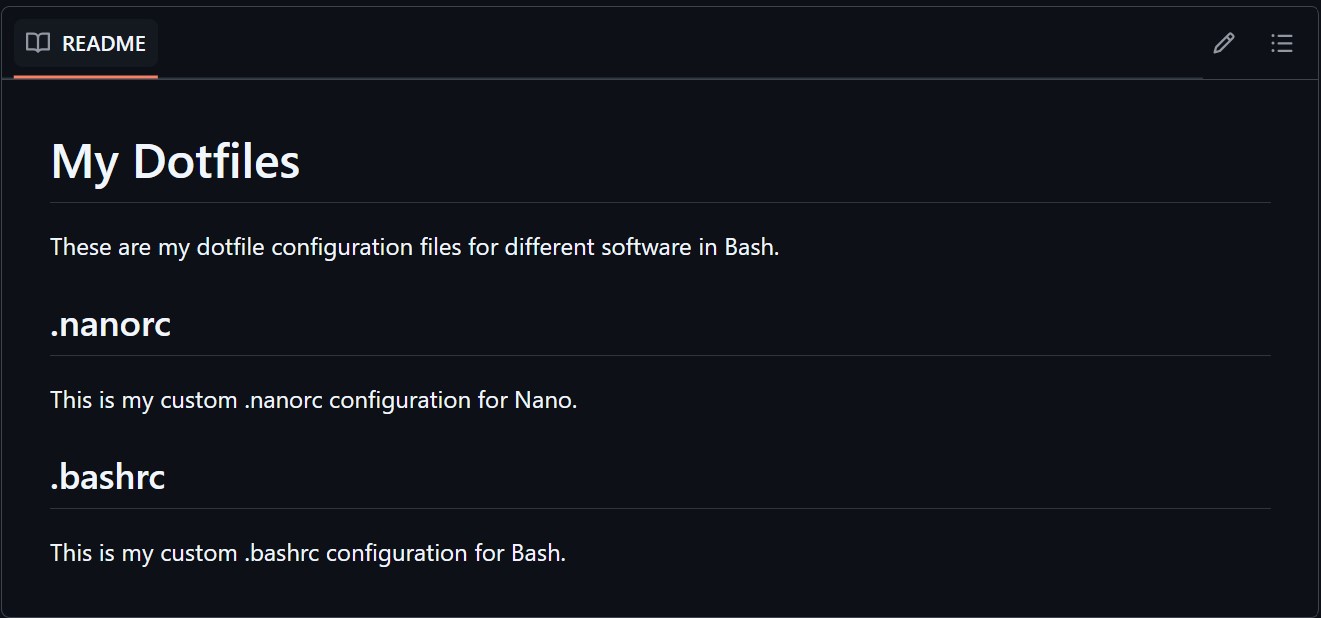 README
My Dotfiles
These are my dotfile configuration files for different software in Bash.
.nanorc
This is my custom .nanorc configuration for Nano.
.bashrc
This is my custom .bashrc configuration for Bash.